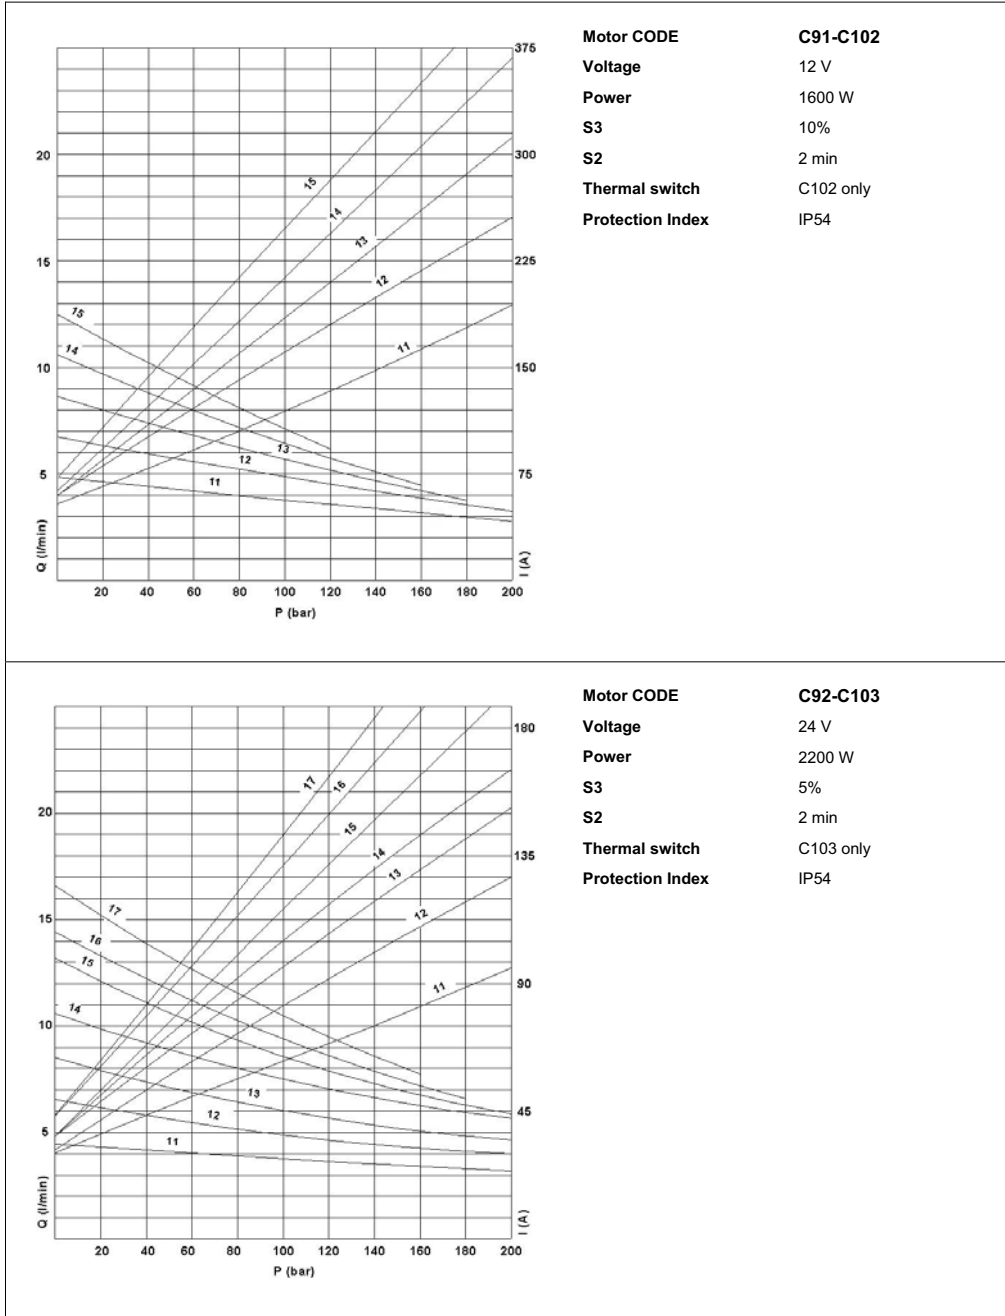 Motor CODE C91-C102
Voltage 12 V
Power 1600 W
S3 10%
S2 2 min
Thermal switch C102 only
Protection Index IP54
375
20 300
15 225
10 150
5 75
15
14
13
12
11
15
14
13
12
11
Q (l/min)
I (A)
20 40 60 80 100 120 140 160 180 200
P (bar)
Motor CODE C92-C103
Voltage 24 V
Power 2200 W
S3 5%
S2 2 min
Thermal switch C103 only
Protection Index IP54
180
20
135
15
90
10
45
5
17
16
15
14
13
12
11
17
16
15
14
13
12
11
Q (l/min)
I (A)
20 40 60 80 100 120 140 160 180 200
P (bar)